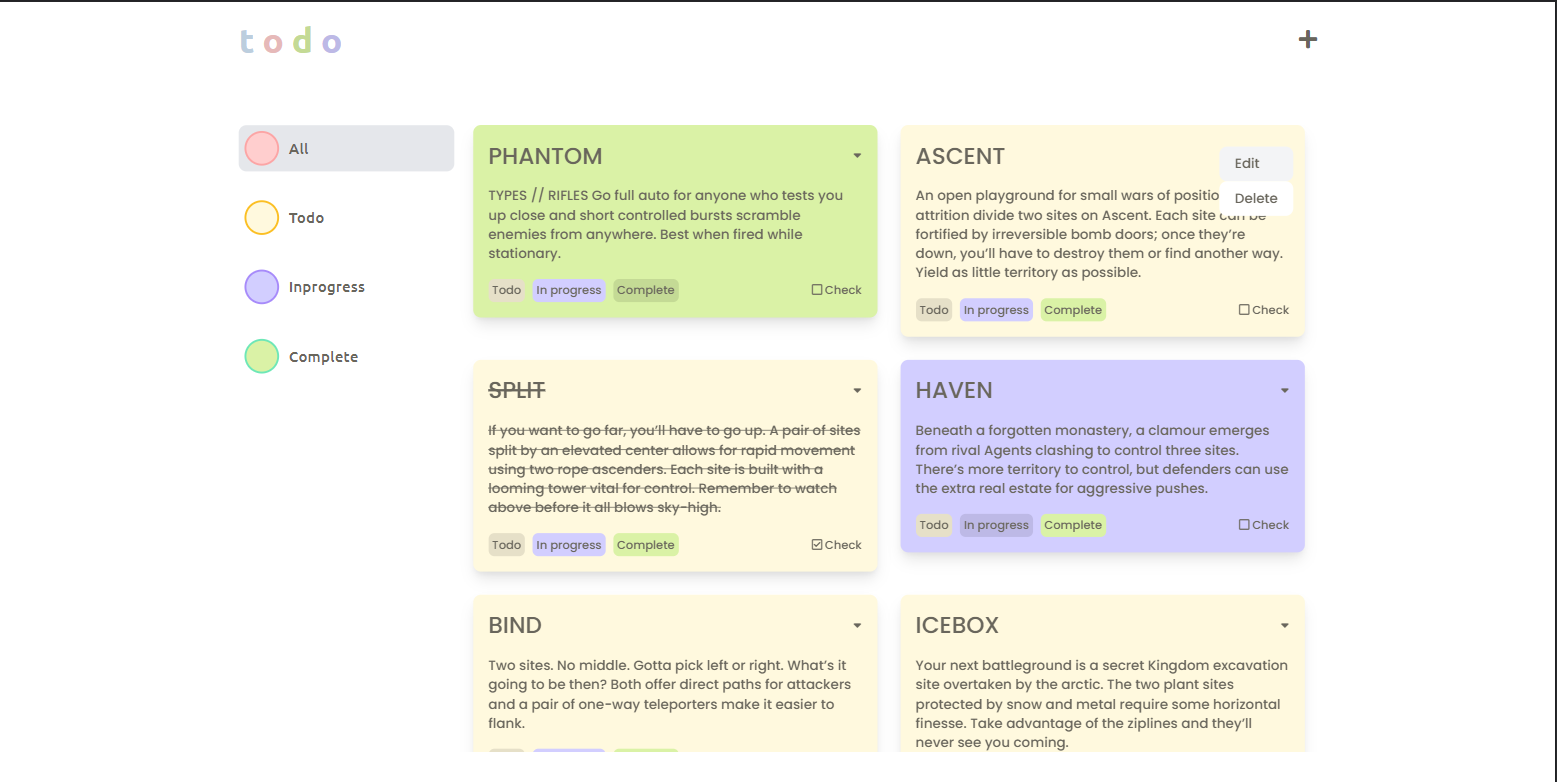 todo
All
Todo
Inprogress
Complete
PHANTOM
TYPES // RIFLES Go full auto for anyone who tests you
up close and short controlled bursts scramble
enemies from anywhere. Best when fired while
stationary.
Todo In progress Complete Check
ASCENT
Edit
Delete
An open playground for small wars of
attrition divide two sites on Ascent. Each site can be
fortified by irreversible bomb doors; once they’re
down, you’ll have to destroy them or find another way.
Yield as little territory as possible.
Todo In progress Complete Check
SPLIT
If you want to go far, you’ll have to go up. A pair of sites
split by an elevated center allows for rapid movement
using two rope ascenders. Each site is built with a
looming tower vital for control. Remember to watch
above before it all blows sky-high.
Todo In progress Complete Check
HAVEN
Beneath a forgotten monastery, a clamour emerges
from rival Agents clashing to control three sites.
There’s more territory to control, but defenders can use
the extra real estate for aggressive pushes.
Todo In progress Complete Check
BIND
Two sites. No middle. Gotta pick left or right. What’s it
going to be then? Both offer direct paths for attackers
and a pair of one-way teleporters make it easier to
flank.
ICEBOX
Your next battleground is a secret Kingdom excavation
site overtaken by the arctic. The two plant sites
protected by snow and metal require some horizontal
finesse. Take advantage of the ziplines and they’ll
never see you coming.